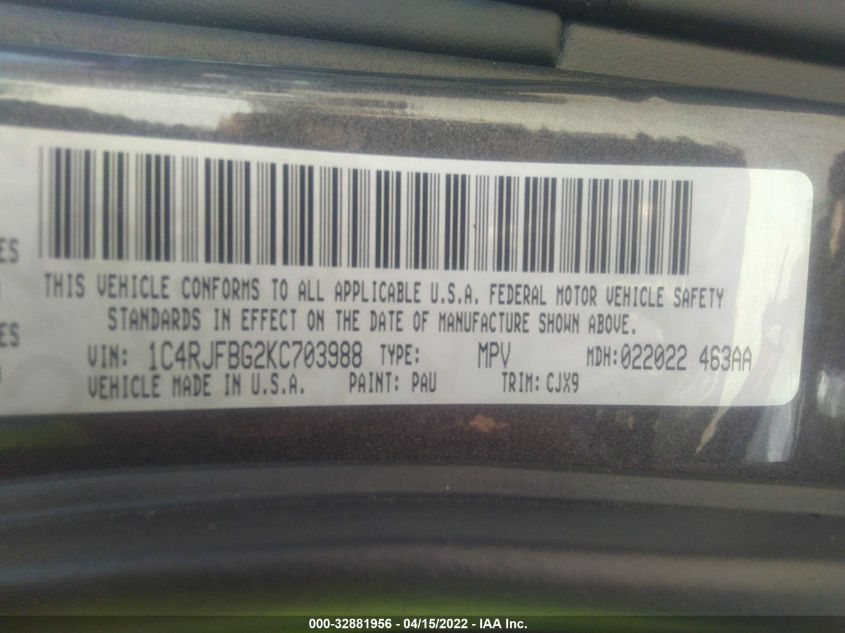 ES
ES
THIS VEHICLE CONFORMS TO ALL APPLICABLE U.S.A. FEDERAL MOTOR VEHICLE SAFETY
STANDARDS IN EFFECT ON THE DATE OF MANUFACTURE SHOWN ABOVE.
VIN: 1C4RJFBG2KC703988 TYPE: MPV MDH:022022 463AA
VEHICLE MADE IN U.S.A. PAINT: PAU TRIM: CJX9
000-32881956 - 04/15/2022 - IAA Inc.